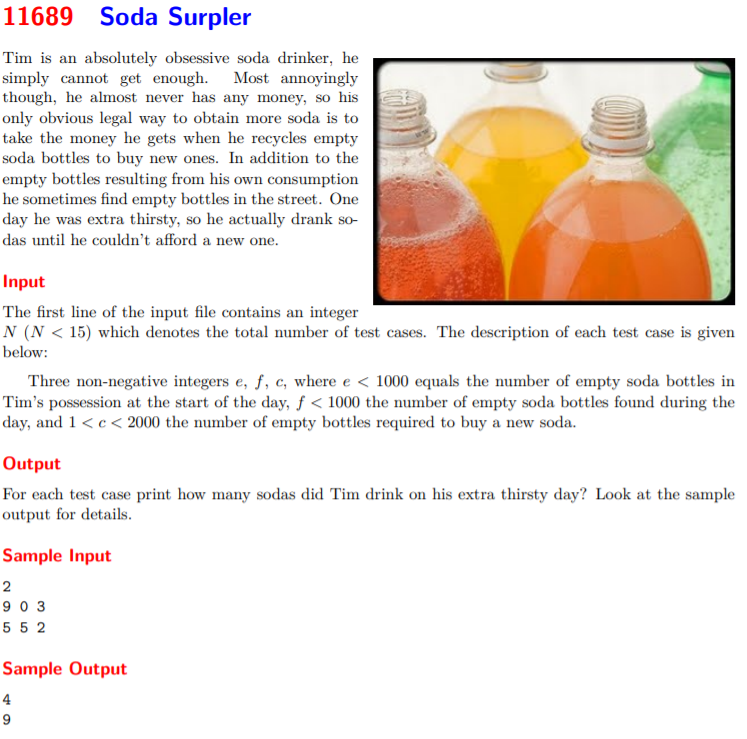 11689 Soda Surpler
Tim is an absolutely obsessive soda drinker, he
simply cannot get enough. Most annoyingly
though, he almost never has any money, so his
only obvious legal way to obtain more soda is to
take the money he gets when he recycles empty
soda bottles to buy new ones. In addition to the
empty bottles resulting from his own consumption
he sometimes find empty bottles in the street. One
day he was extra thirsty, so he actually drank so-
das until he couldn't afford a new one.
Input
The first line of the input file contains an integer
N (N < 15) which denotes the total number of test cases. The description of each test case is given
below:
Three non-negative integers e, f, c, where e < 1000 equals the number of empty soda bottles in
Tim's possession at the start of the day, f < 1000 the number of empty soda bottles found during the
day, and 1 < c < 2000 the number of empty bottles required to buy a new soda.
Output
For each test case print how many sodas did Tim drink on his extra thirsty day? Look at the sample
output for details.
Sample Input
2
9 0 3
5 5 2
Sample Output
4
9